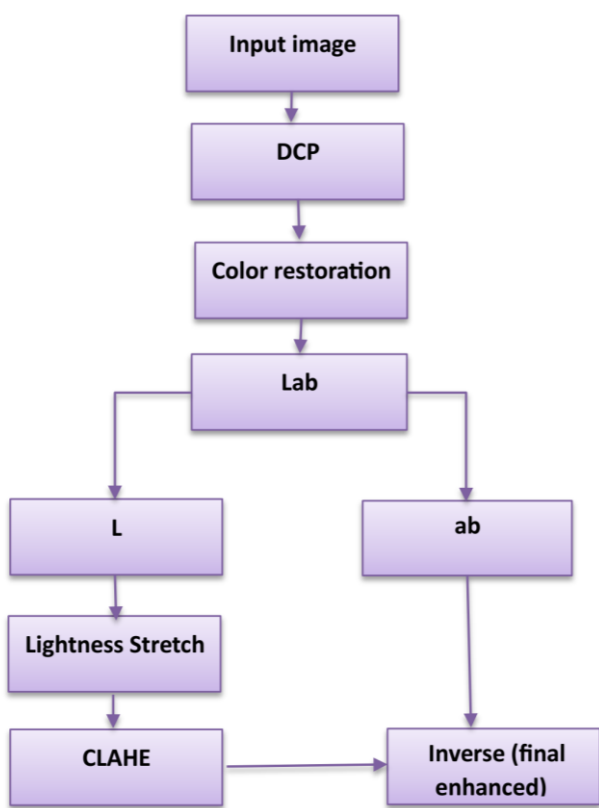 Input image
DCP
Color restoration
Lab
L
ab
Lightness Stretch
CLAHE
Inverse (final
enhanced)